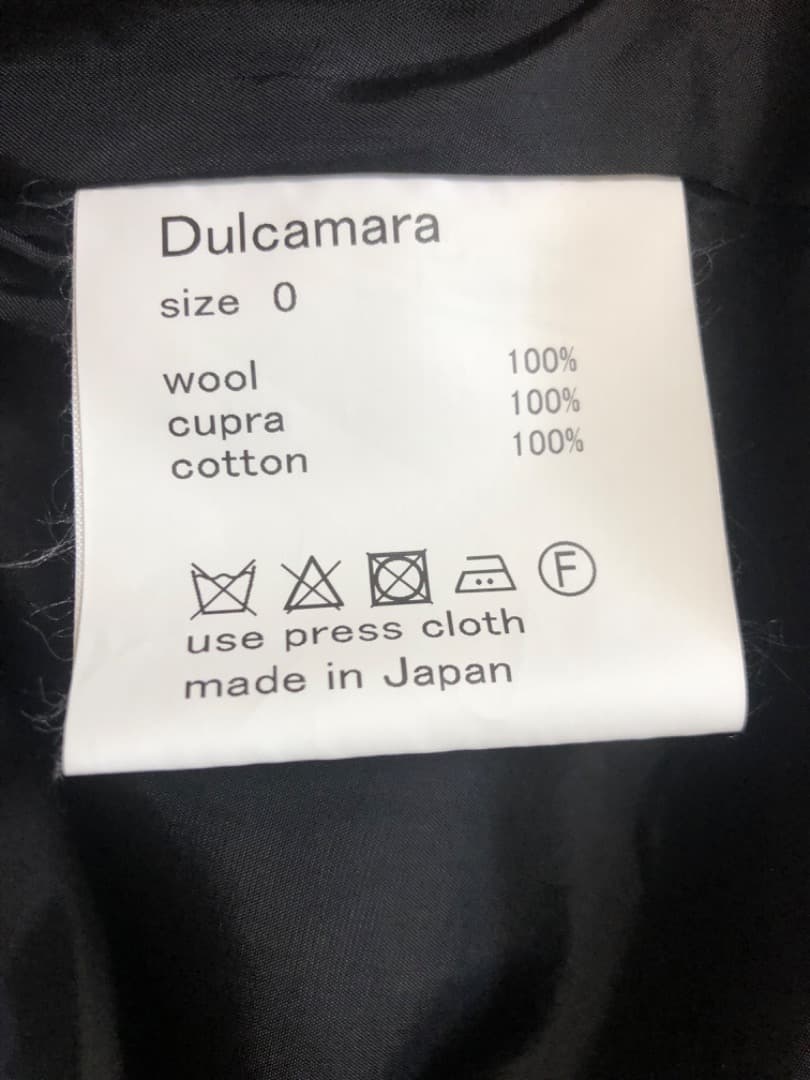 Dulcamara
size 0
wool 100%
cupra 100%
cotton 100%
F
use press cloth
made in Japan